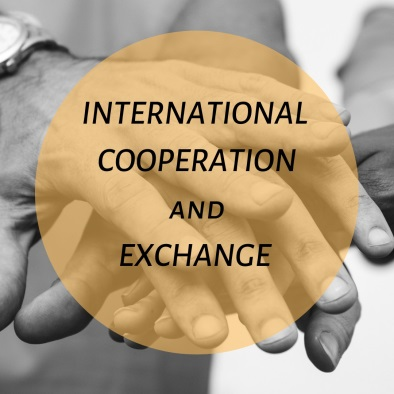 INTERNATIONAL
COOPERATION
AND
EXCHANGE